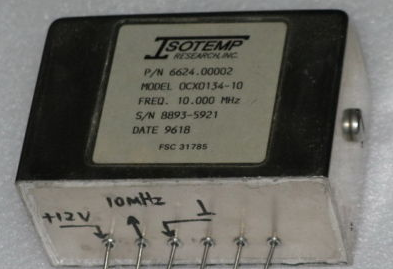 ISOTEMP
RESEARCH,INC.
P/N 6624.00002
MODEL OCXO134-10
FREQ. 10.000 MHz
S/N 8893-5921
DATE 9618
FSC 31785
10MHz
+12V